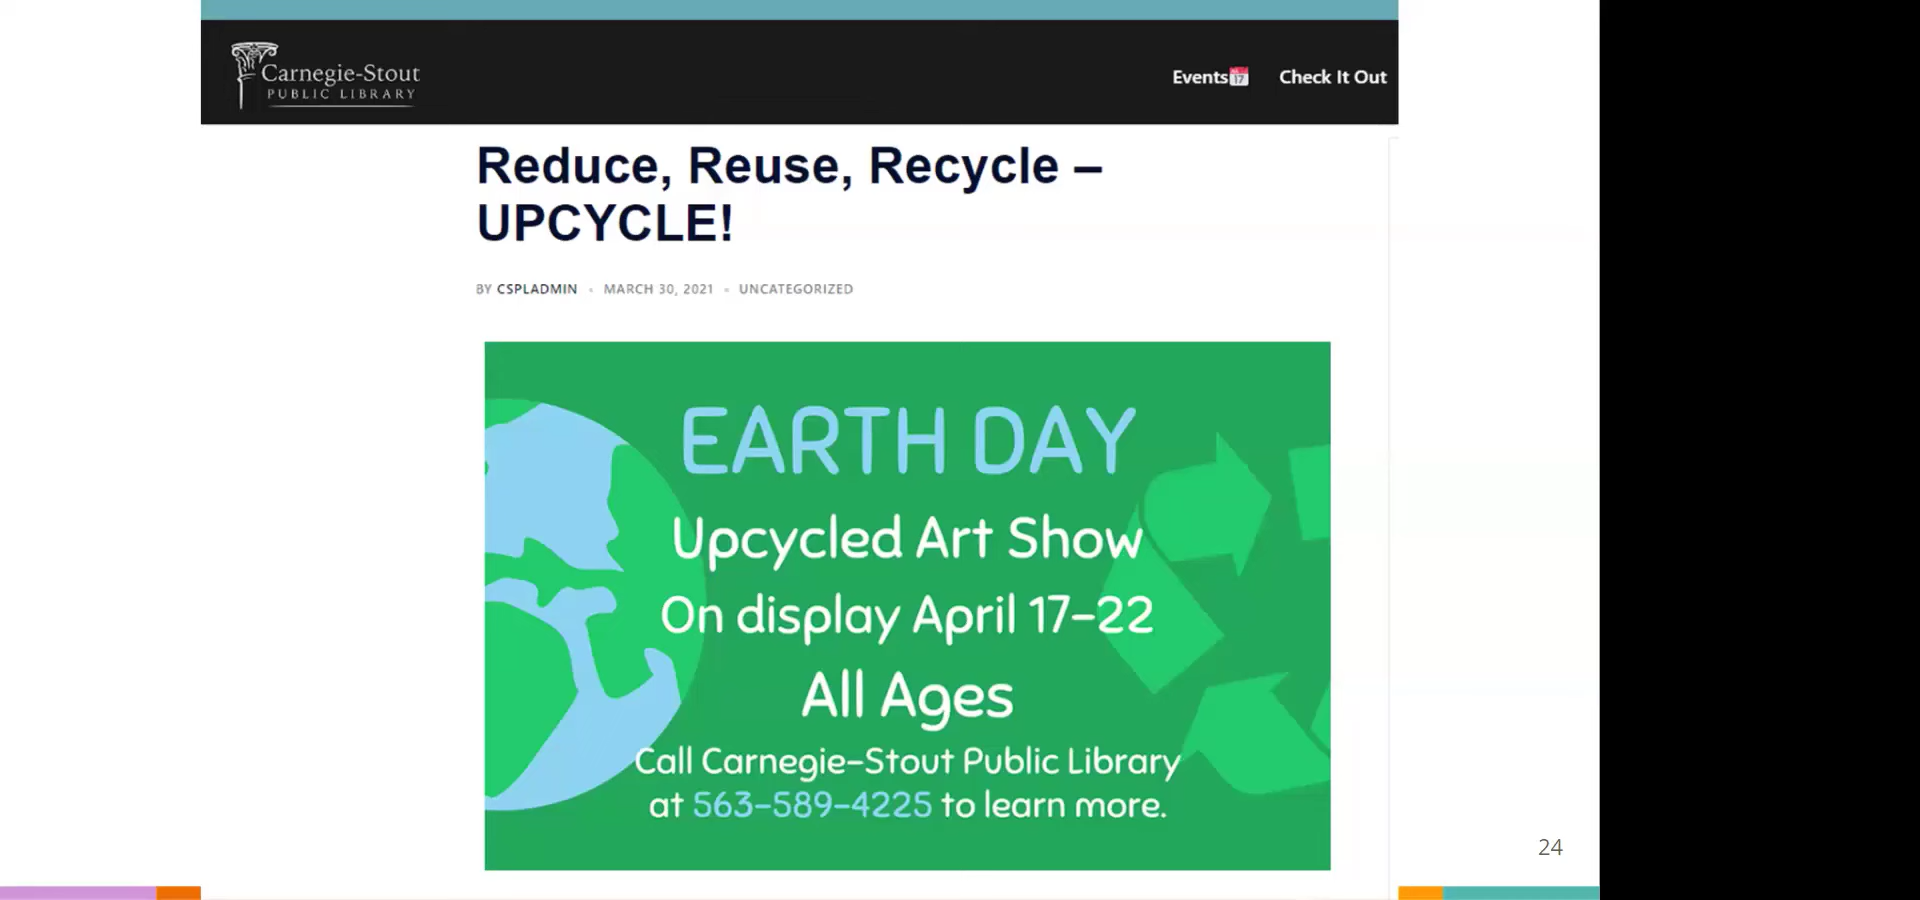 Carnegie-Stout
PUBLIC LIBRARY
Events
Check It Out
Reduce, Reuse, Recycle –
UPCYCLE!
BY CSPLADMIN • MARCH 30, 2021 • UNCATEGORIZED
EARTH DAY
Upcycled Art Show
On display April 17–22
All Ages
Call Carnegie-Stout Public Library
at 563-589-4225 to learn more.
24